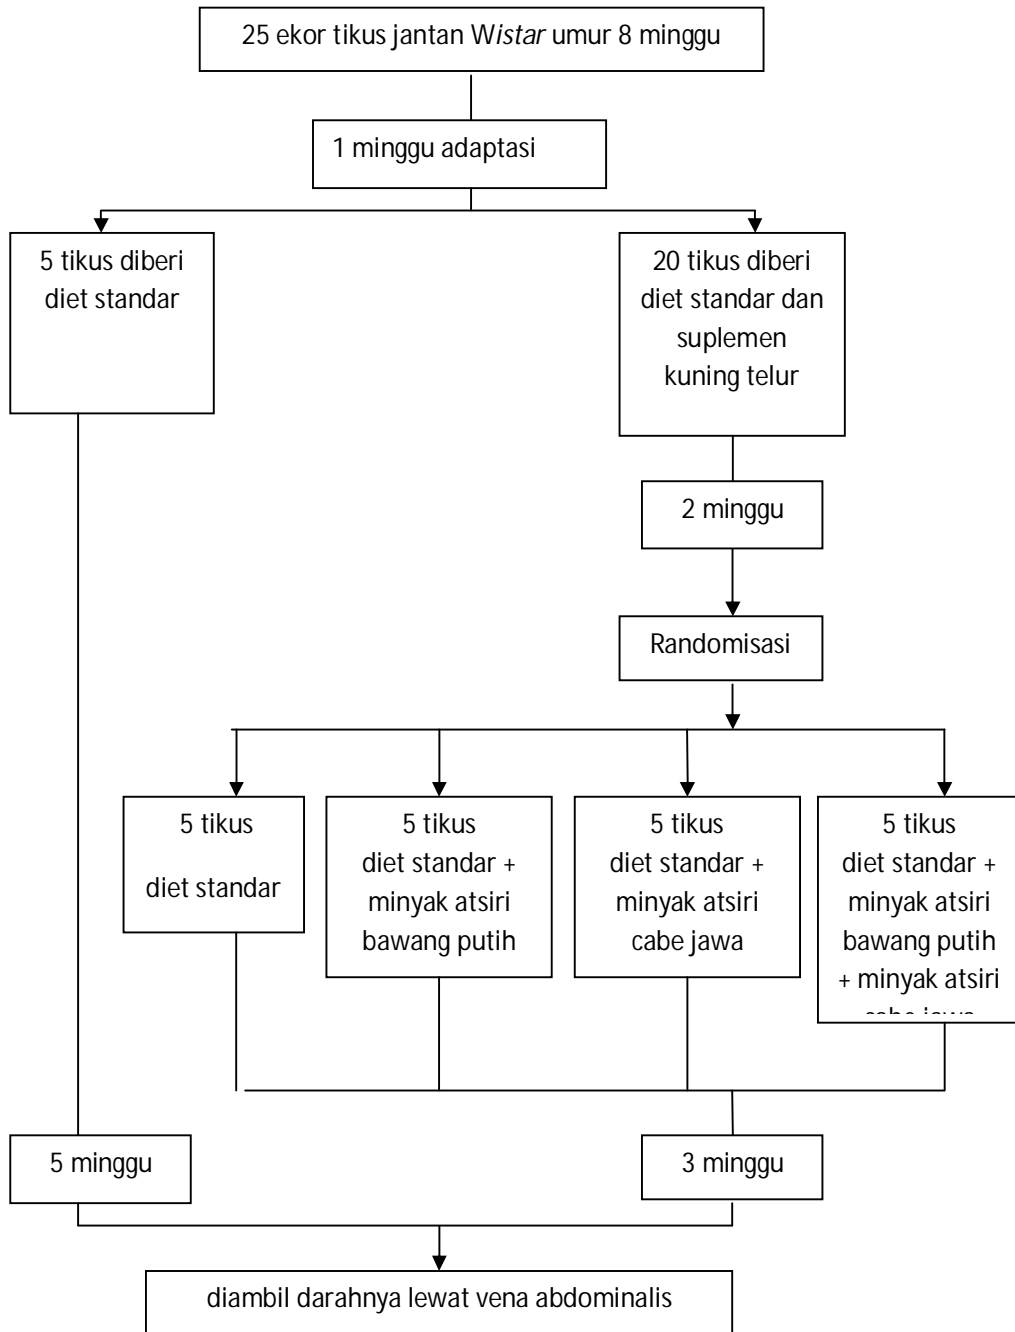 25 ekor tikus jantan Wistar umur 8 minggu
1 minggu adaptasi
5 tikus diberi
diet standar
20 tikus diberi
diet standar dan
suplemen
kuning telur
2 minggu
Randomisasi
5 tikus
diet standar
5 tikus
diet standar +
minyak atsiri
bawang putih
5 tikus
diet standar +
minyak atsiri
cabe jawa
5 tikus
diet standar +
minyak atsiri
bawang putih
+ minyak atsiri
5 minggu
3 minggu
diambil darahnya lewat vena abdominalis